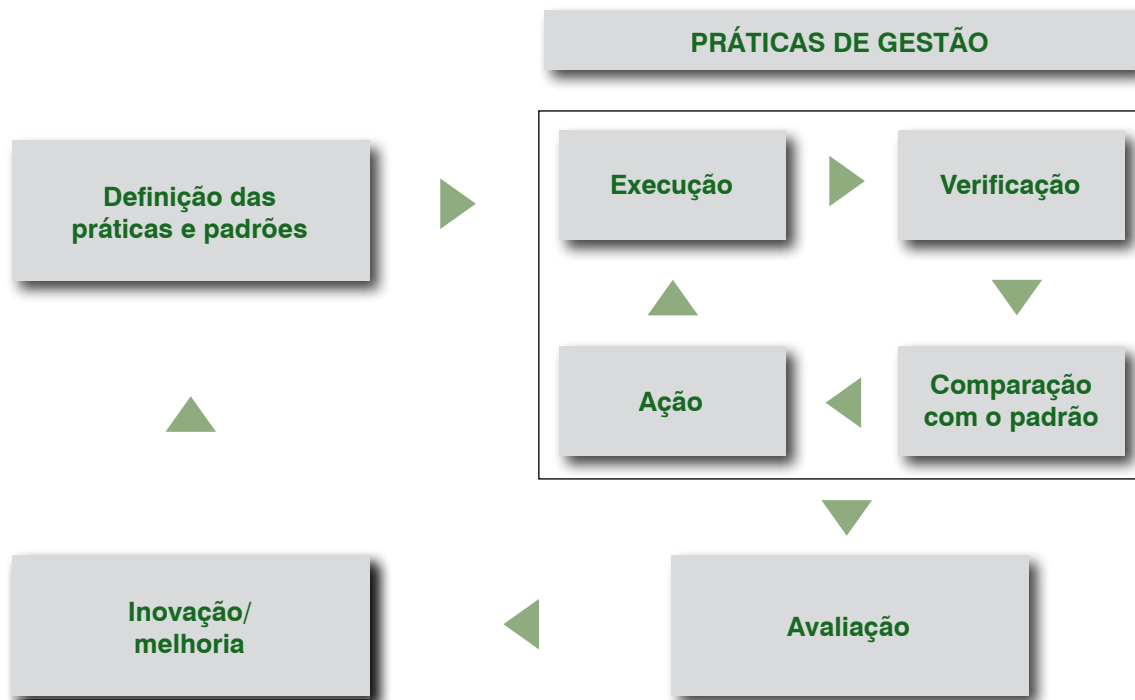 PRÁTICAS DE GESTÃO
Definição das
práticas e padrões
Execução
Verificação
Ação
Comparação
com o padrão
Inovação/
melhoria
Avaliação